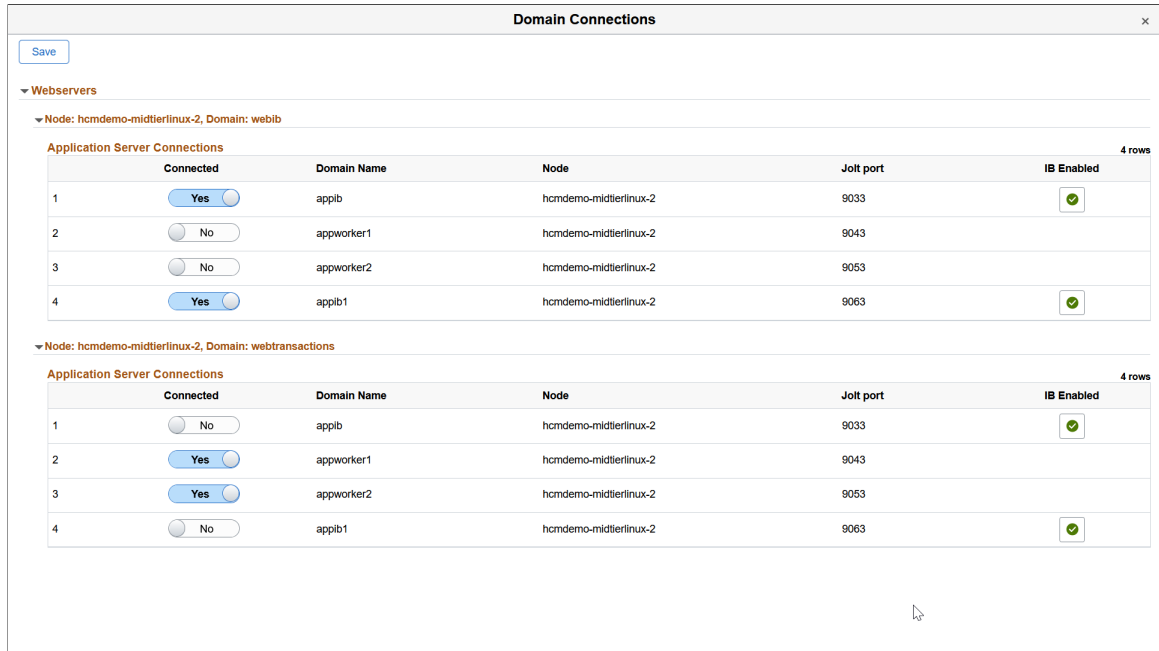 Domain Connections ×
Save
Webservers
Node: hcmdemo-midtierlinux-2, Domain: webib
Application Server Connections
4 rows
Connected Domain Name Node Jolt port IB Enabled
1 Yes appib hcmdemo-midtierlinux-2 9033
2 No appworker1 hcmdemo-midtierlinux-2 9043
3 No appworker2 hcmdemo-midtierlinux-2 9053
4 Yes appib1 hcmdemo-midtierlinux-2 9063
Node: hcmdemo-midtierlinux-2, Domain: webtransactions
Application Server Connections
4 rows
Connected Domain Name Node Jolt port IB Enabled
1 No appib hcmdemo-midtierlinux-2 9033
2 Yes appworker1 hcmdemo-midtierlinux-2 9043
3 Yes appworker2 hcmdemo-midtierlinux-2 9053
4 No appib1 hcmdemo-midtierlinux-2 9063